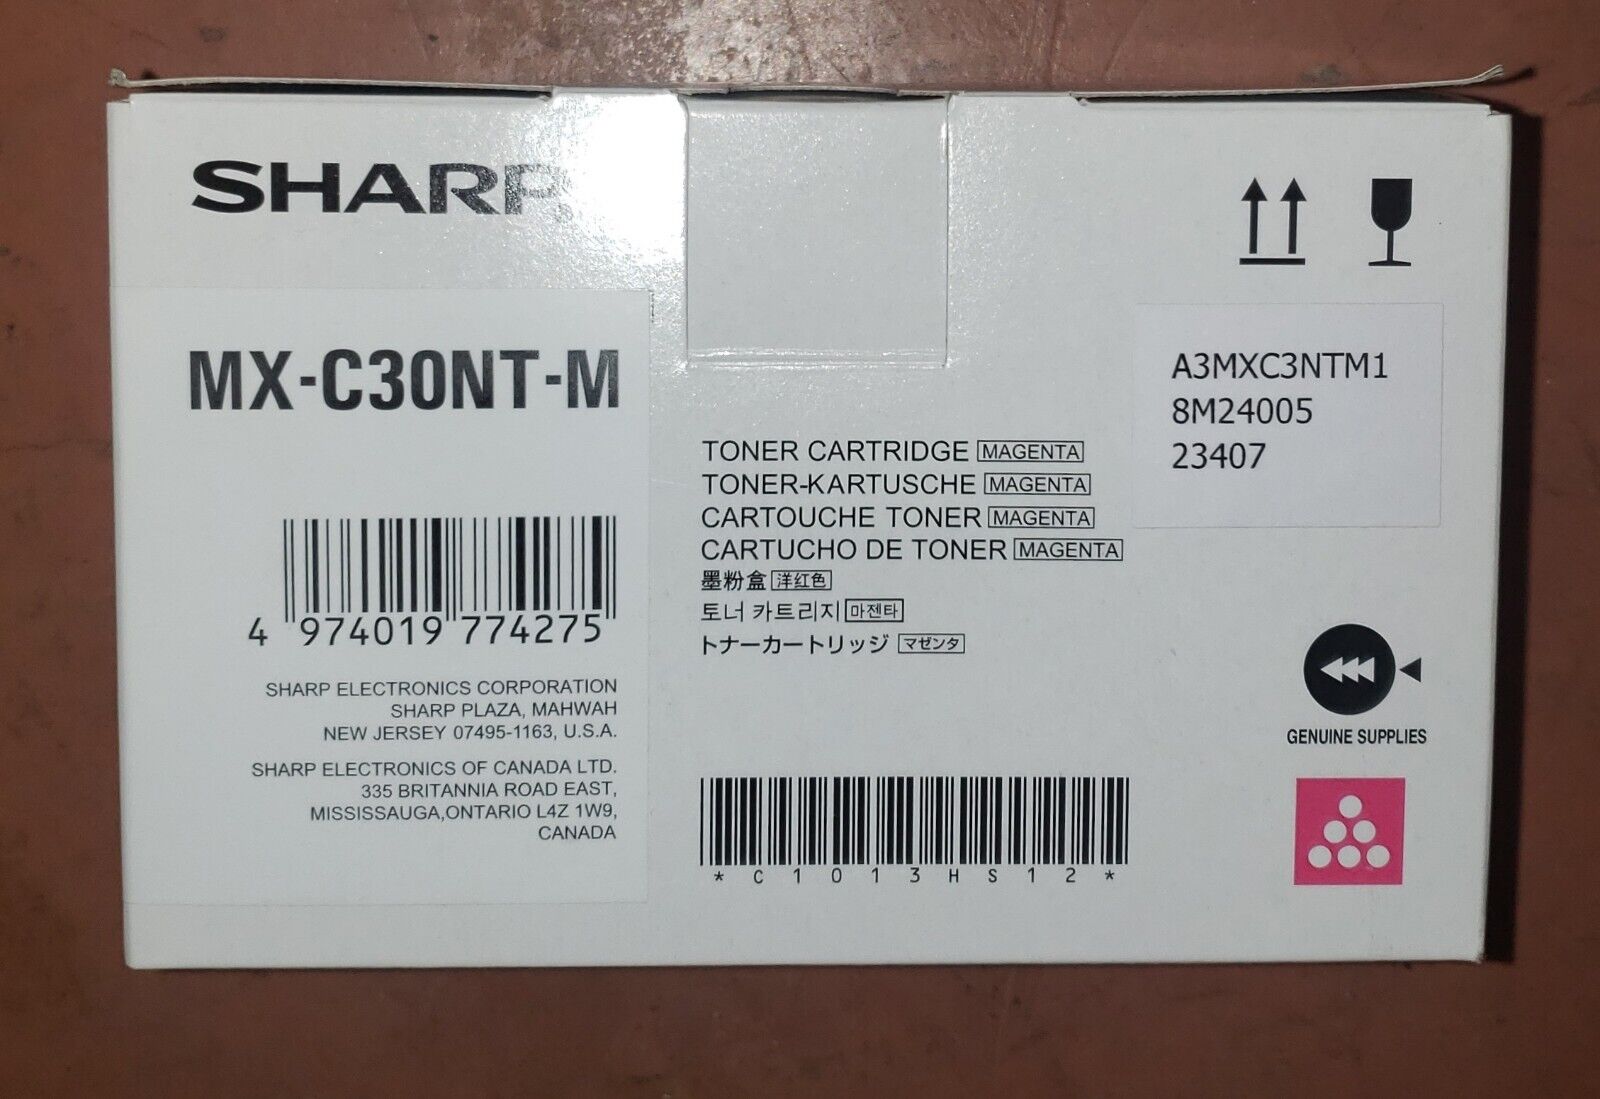 SHARP®
MX-C30NT-M
4 974019 774275
SHARP ELECTRONICS CORPORATION
SHARP PLAZA, MAHWAH
NEW JERSEY 07495-1163, U.S.A.
SHARP ELECTRONICS OF CANADA LTD.
335 BRITANNIA ROAD EAST,
MISSISSAUGA,ONTARIO L4Z 1W9,
CANADA
TONER CARTRIDGE MAGENTA
TONER-KARTUSCHE MAGENTA
CARTOUCHE TONER MAGENTA
CARTUCHO DE TONER MAGENTA
墨粉盒 洋红色
토너 카트리지 마젠타
トナーカートリッジ マゼンタ
*C1013HS12*
A3MXC3NTM1
8M24005
23407
GENUINE SUPPLIES